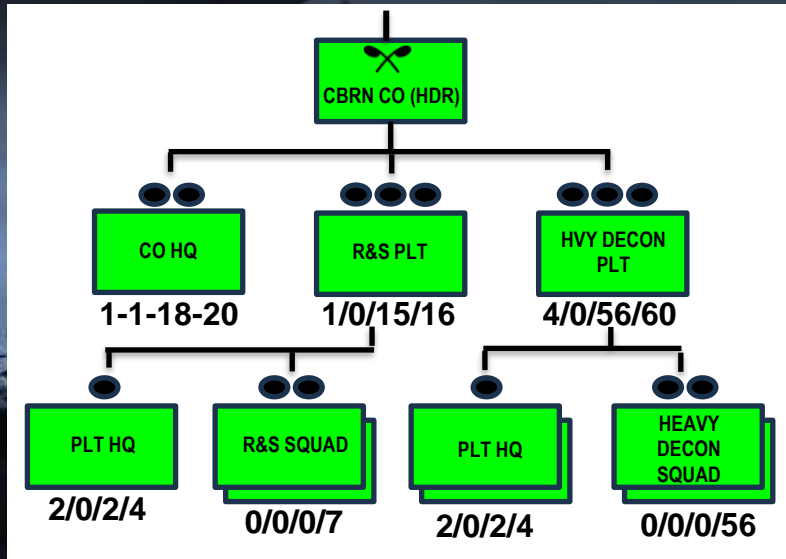 CBRN CO (HDR)
CO HQ
R&S PLT
HVY DECON
PLT
1-1-18-20
1/0/15/16
4/0/56/60
PLT HQ
R&S SQUAD
PLT HQ
HEAVY
DECON
SQUAD
2/0/2/4
0/0/0/7
2/0/2/4
0/0/0/56